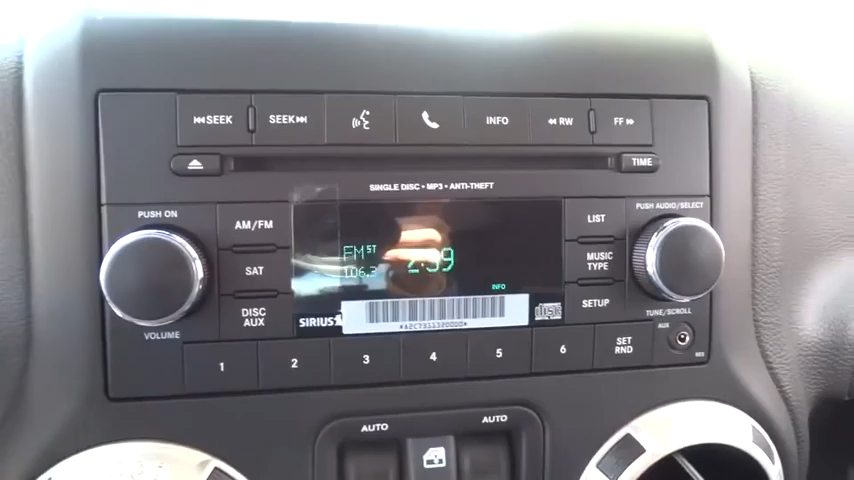 SEEK SEEK INFO RW FF
TIME
SINGLE DISC • MP3 • ANTI-THEFT
PUSH ON
PUSH AUDIO/SELECT
AM/FM
LIST
FM ST
106.3
2:59
SAT
MUSIC
TYPE
INFO
DISC
AUX
SETUP
SIRIUS
TUNE/SCROLL
VOLUME
AUX
1 2 3 4 5 6
SET
RND
AUTO AUTO